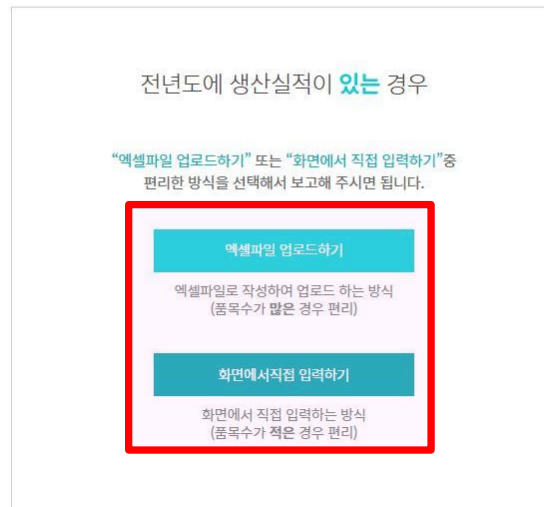 전년도에 생산실적이 있는 경우
“엑셀파일 업로드하기” 또는 “화면에서 직접 입력하기”중
편리한 방식을 선택해서 보고해 주시면 됩니다.
엑셀파일 업로드하기
엑셀파일로 작성하여 업로드 하는 방식
(품목수가 많은 경우 편리)
화면에서직접 입력하기
화면에서 직접 입력하는 방식
(품목수가 적은 경우 편리)